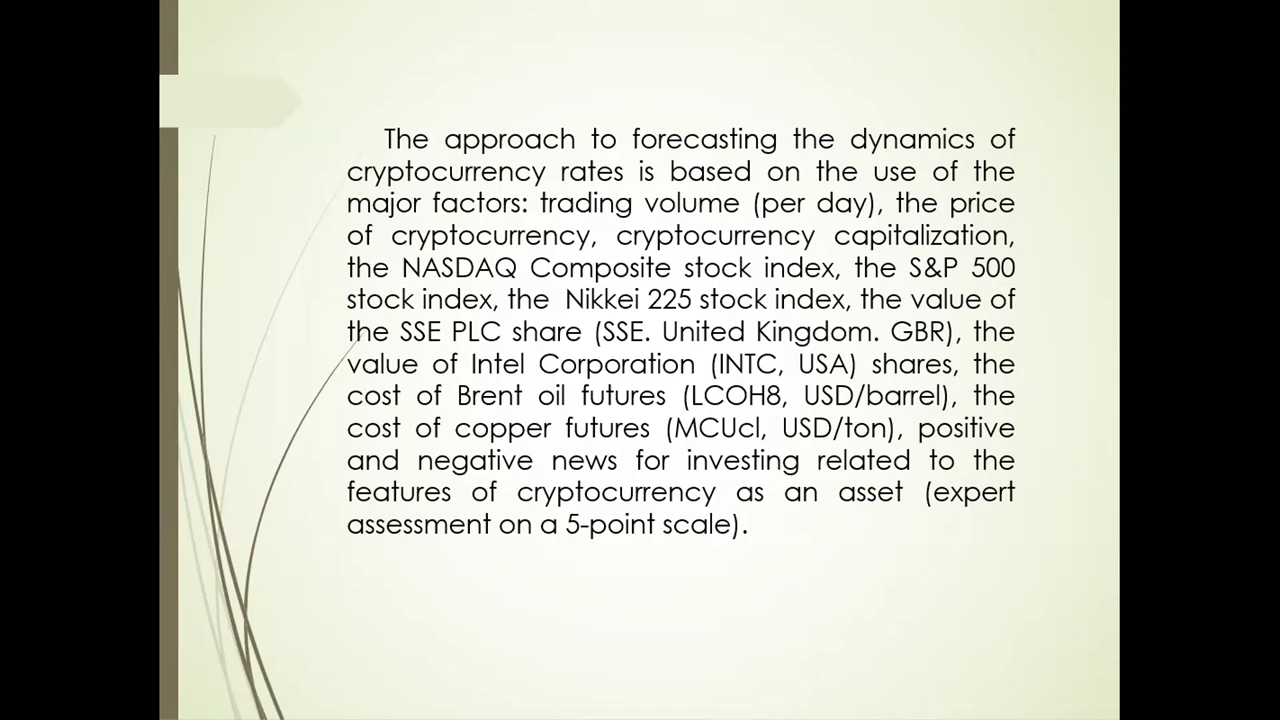 The approach to forecasting the dynamics of
cryptocurrency rates is based on the use of the
major factors: trading volume (per day), the price
of cryptocurrency, cryptocurrency capitalization,
the NASDAQ Composite stock index, the S&P 500
stock index, the Nikkei 225 stock index, the value of
the SSE PLC share (SSE. United Kingdom. GBR), the
value of Intel Corporation (INTC, USA) shares, the
cost of Brent oil futures (LCOH8, USD/barrel), the
cost of copper futures (MCUcl, USD/ton), positive
and negative news for investing related to the
features of cryptocurrency as an asset (expert
assessment on a 5-point scale).